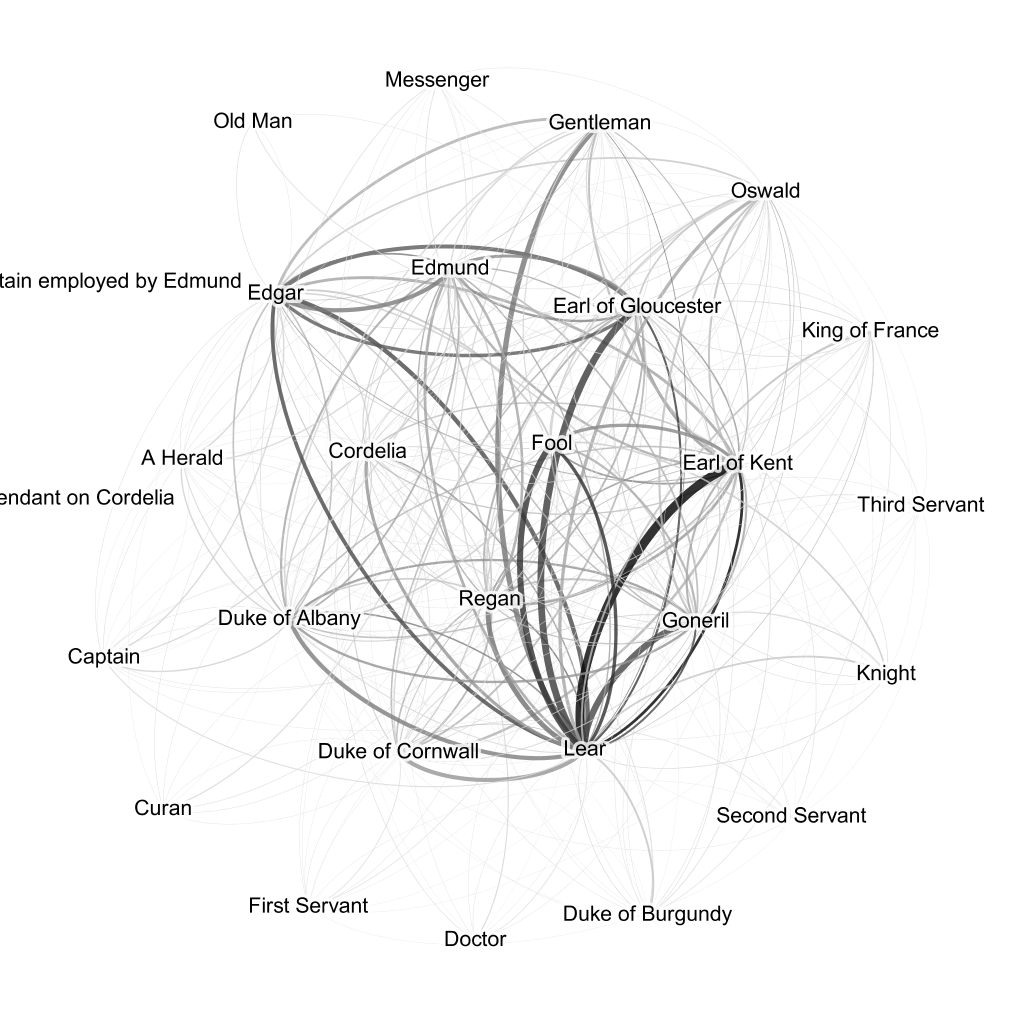 Messenger
Old Man
Gentleman
Oswald
Edmund
tain employed by Edmund
Edgar
Earl of Gloucester
King of France
Fool
Cordelia
A Herald
Earl of Kent
endant on Cordelia
Third Servant
Regan
Duke of Albany
Goneril
Captain
Knight
Duke of Cornwall
Lear
Curan
Second Servant
First Servant
Duke of Burgundy
Doctor